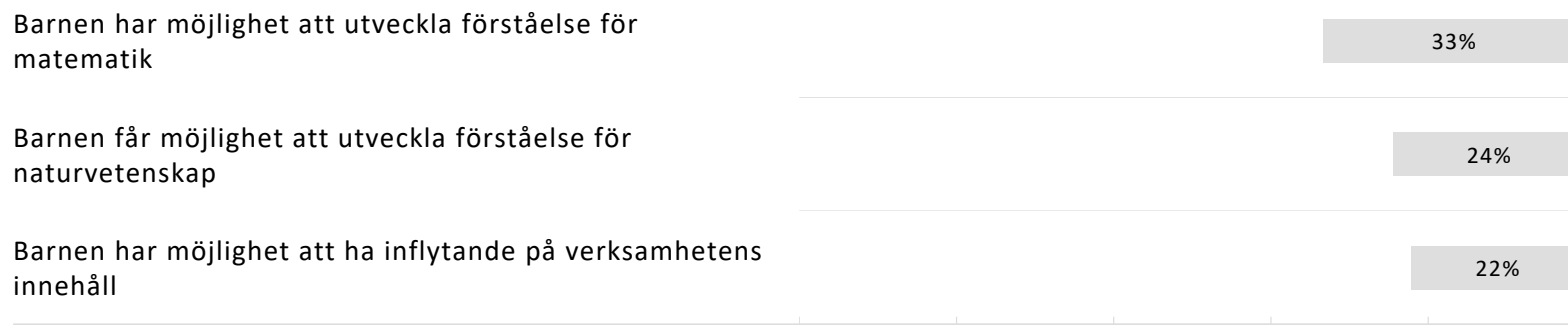 Barnen har möjlighet att utveckla förståelse för
matematik
33%
Barnen får möjlighet att utveckla förståelse för
naturvetenskap
24%
Barnen har möjlighet att ha inflytande på verksamhetens
innehåll
22%